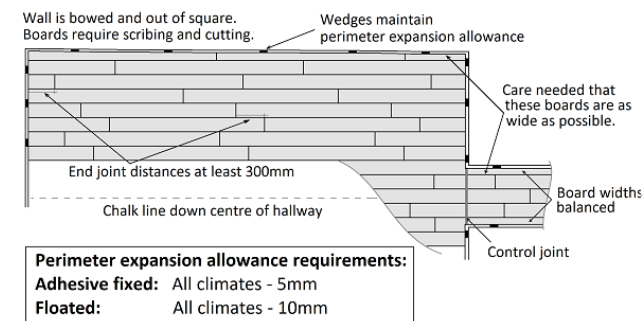 Wall is bowed and out of square.
Boards require scribing and cutting.
Wedges maintain
perimeter expansion allowance
Care needed that
these boards are as
wide as possible.
End joint distances at least 300mm
Board widths
balanced
Chalk line down centre of hallway
Control joint
Perimeter expansion allowance requirements:
Adhesive fixed: All climates - 5mm
Floated: All climates - 10mm